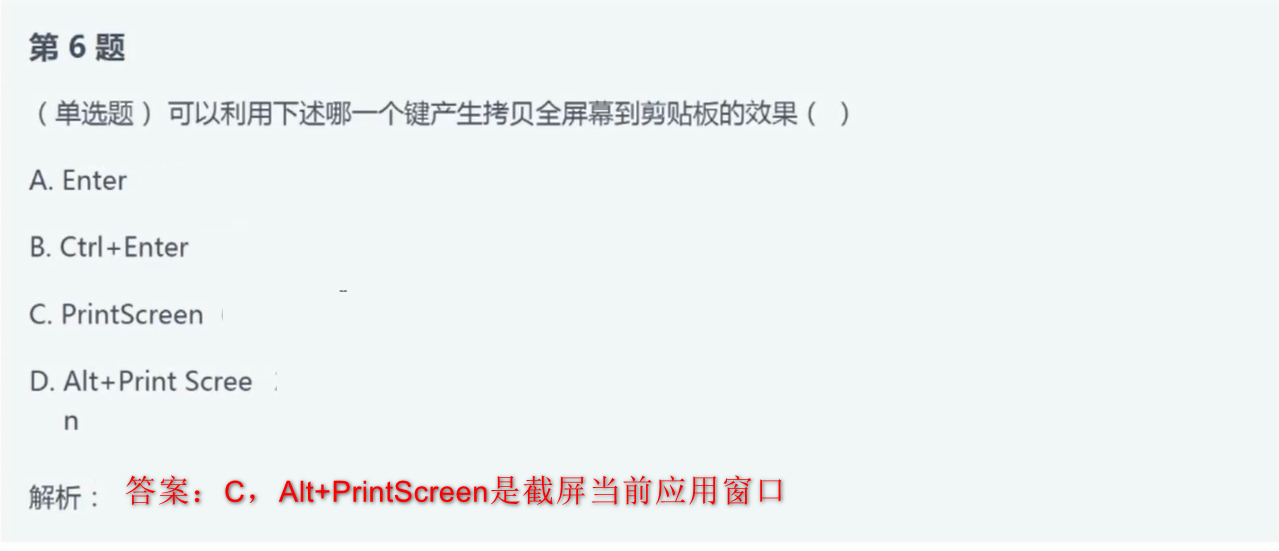 第 6 题
（单选题）可以利用下述哪一个键产生拷贝全屏幕到剪贴板的效果（ ）
A. Enter
B. Ctrl+Enter
C. PrintScreen
D. Alt+Print Scree
n
解析： 答案：C，Alt+PrintScreen是截屏当前应用窗口